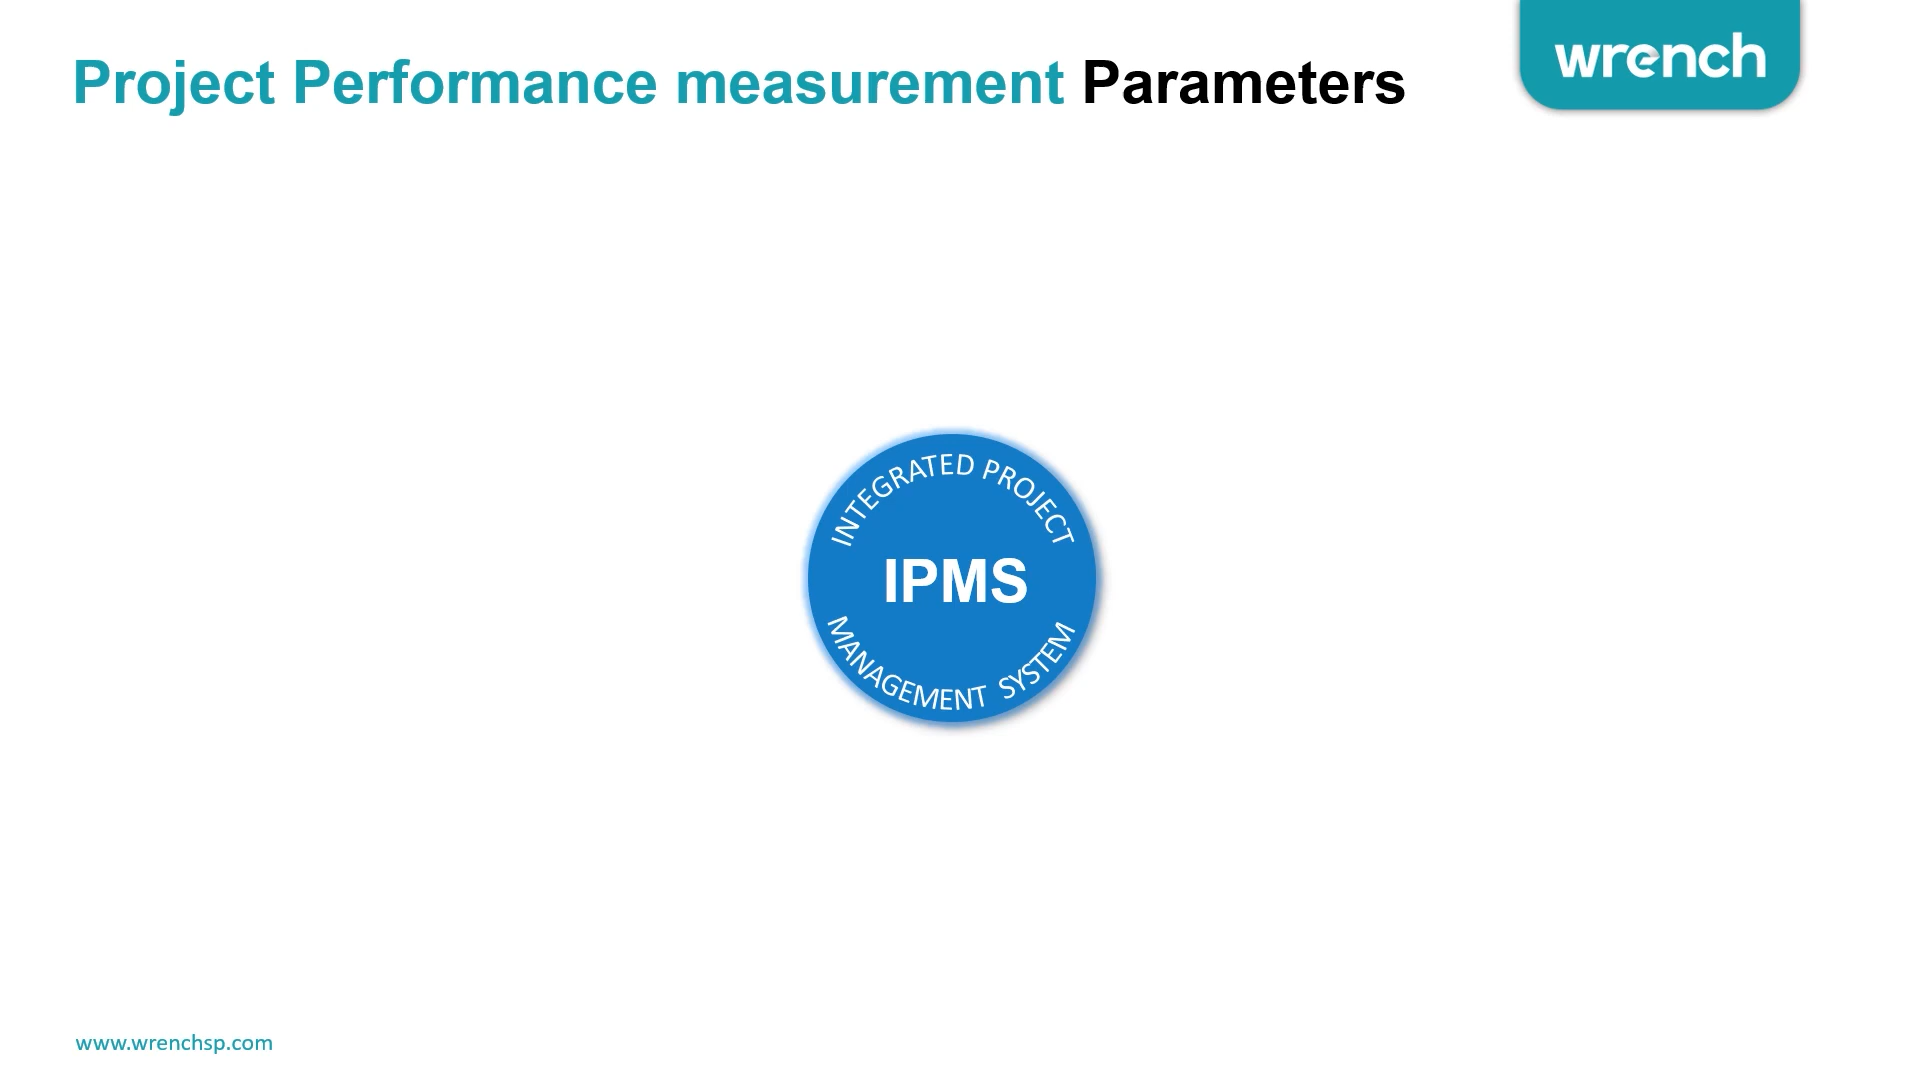 Project Performance measurement Parameters
wrench
INTEGRATED PROJECT
IPMS
MANAGEMENT SYSTEM
www.wrenchsp.com